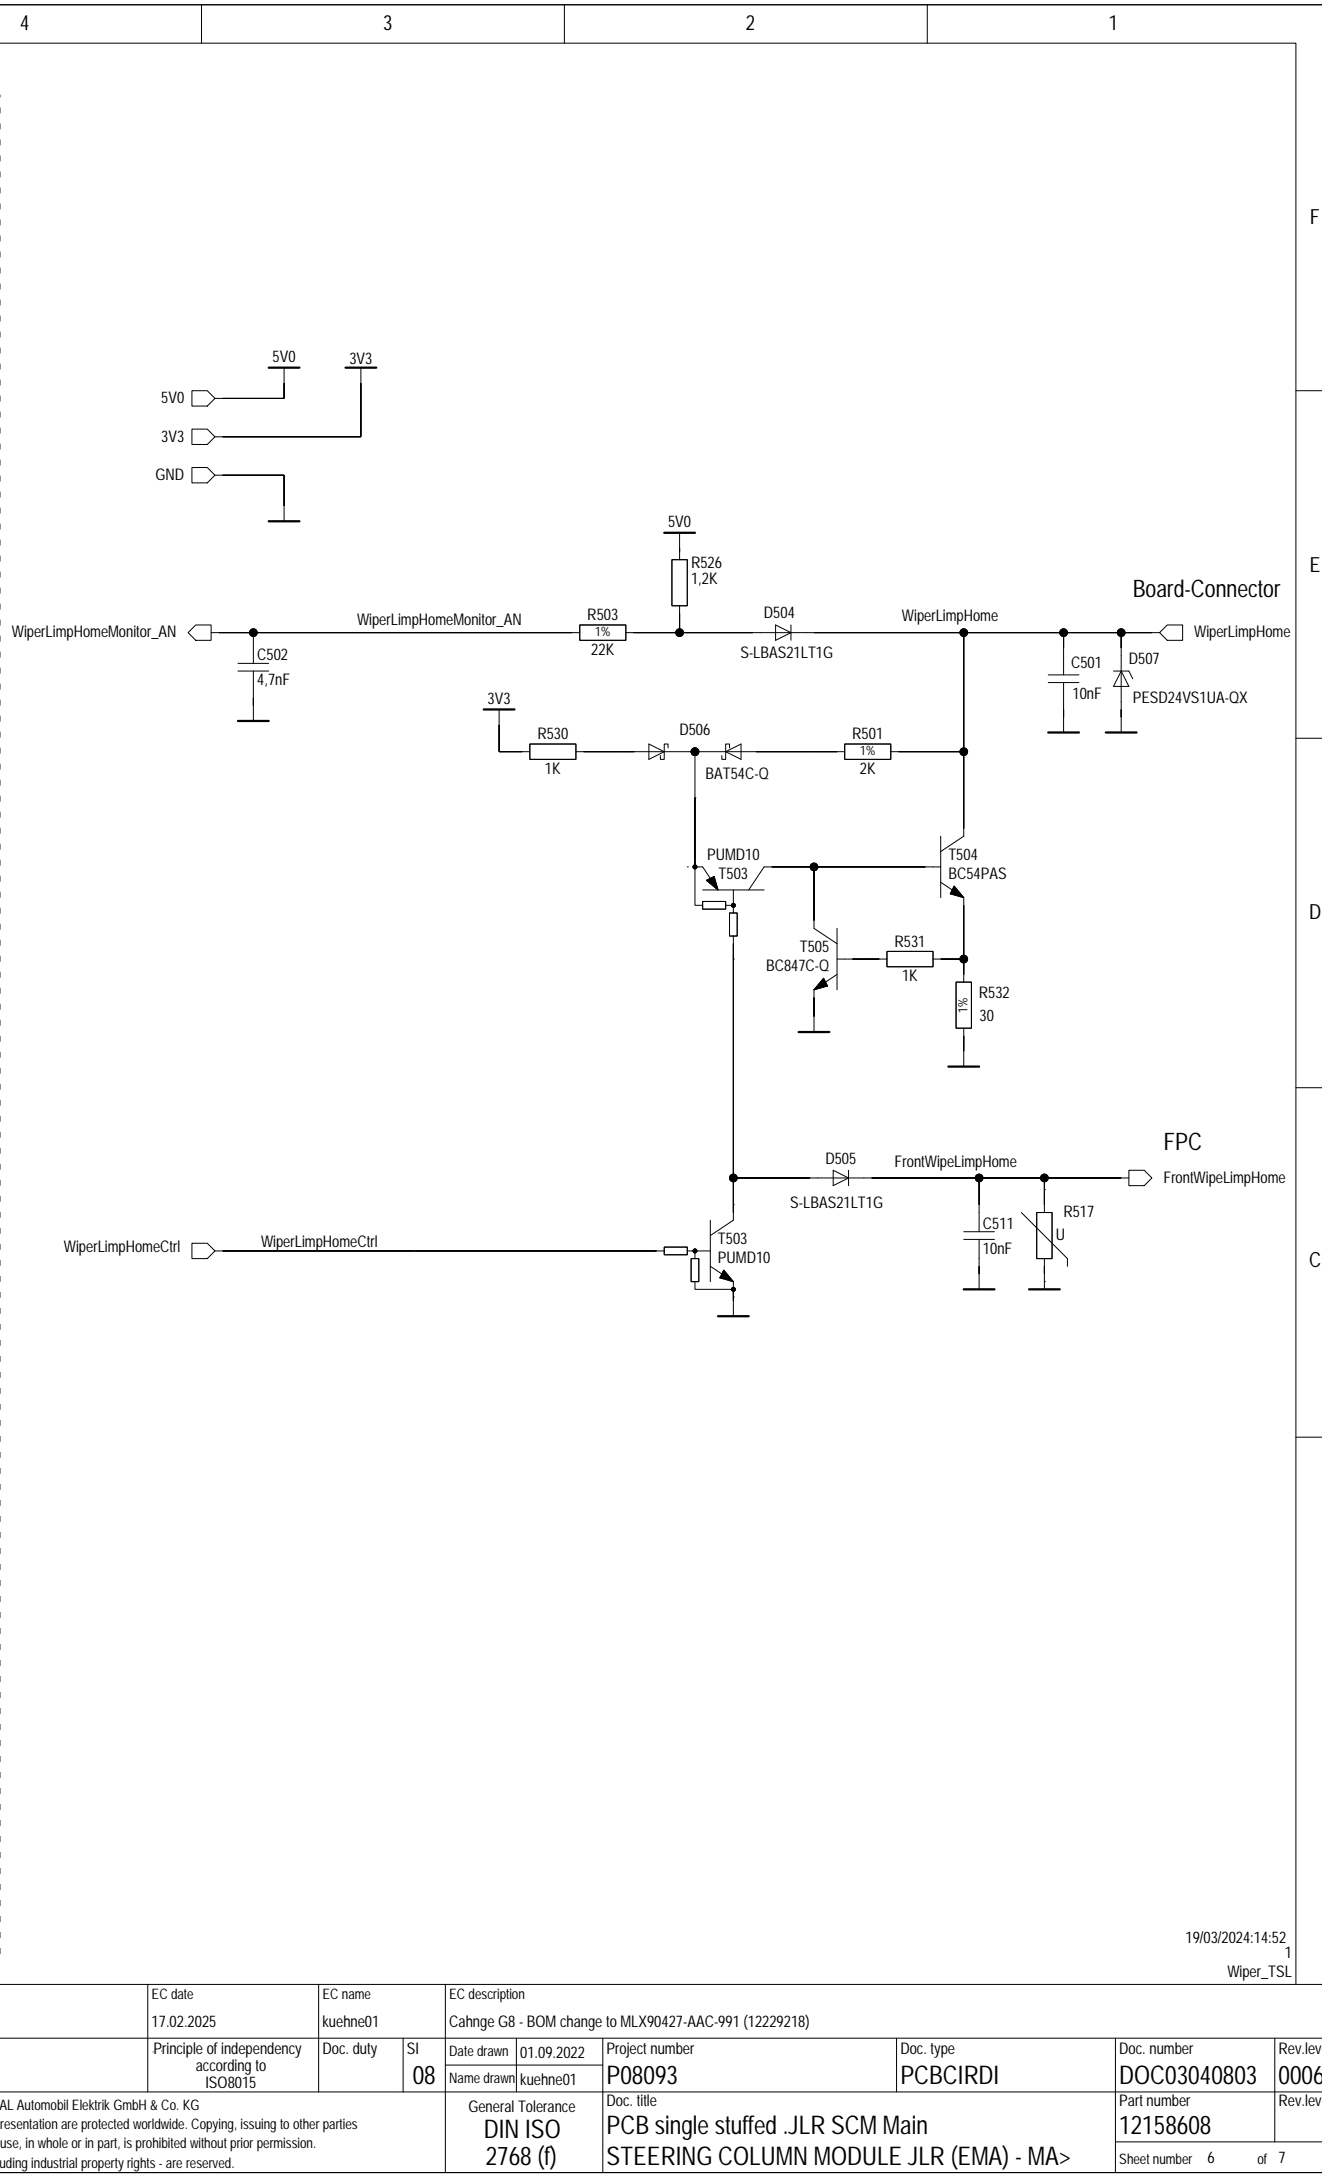 4 3 2 1
F
5V0 3V3
5V0
3V3
GND
5V0
R526
1,2K
E
Board-Connector
WiperLimpHomeMonitor_AN WiperLimpHomeMonitor_AN R503 D504 WiperLimpHome WiperLimpHome
1%
22K S-LBAS21LT1G
C502
4,7nF
C501 D507
10nF PESD24VS1UA-QX
3V3
R530 D506 R501
1%
1K BAT54C-Q 2K
PUMD10
T503
T504
BC54PAS
D
T505 R531
BC847C-Q 1K
R532
1%
30
FPC
D505 FrontWipeLimpHome FrontWipeLimpHome
S-LBAS21LT1G
C511 R517
10nF U
WiperLimpHomeCtrl WiperLimpHomeCtrl T503
PUMD10
C
19/03/2024:14:52
1
Wiper_TSL
EC date EC name EC description
17.02.2025 kuehne01 Cahnge G8 - BOM change to MLX90427-AAC-991 (12229218)
Principle of independency Doc. duty SI Date drawn 01.09.2022 Project number Doc. type Doc. number Rev.lev
according to
ISO8015 08 Name drawn kuehne01 P08093 PCBCIRDI DOC03040803 0006
AL Automobil Elektrik GmbH & Co. KG General Tolerance Doc. title Part number Rev.lev
resentation are protected worldwide. Copying, issuing to other parties DIN ISO PCB single stuffed .JLR SCM Main 12158608
use, in whole or in part, is prohibited without prior permission. 2768 (f) STEERING COLUMN MODULE JLR (EMA) - MA> Sheet number 6 of 7
uding industrial property rights - are reserved.